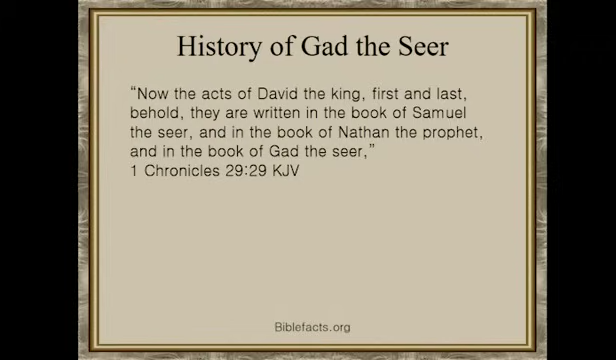 History of Gad the Seer
“Now the acts of David the king, first and last,
behold, they are written in the book of Samuel
the seer, and in the book of Nathan the prophet,
and in the book of Gad the seer,”
1 Chronicles 29:29 KJV
Biblefacts.org